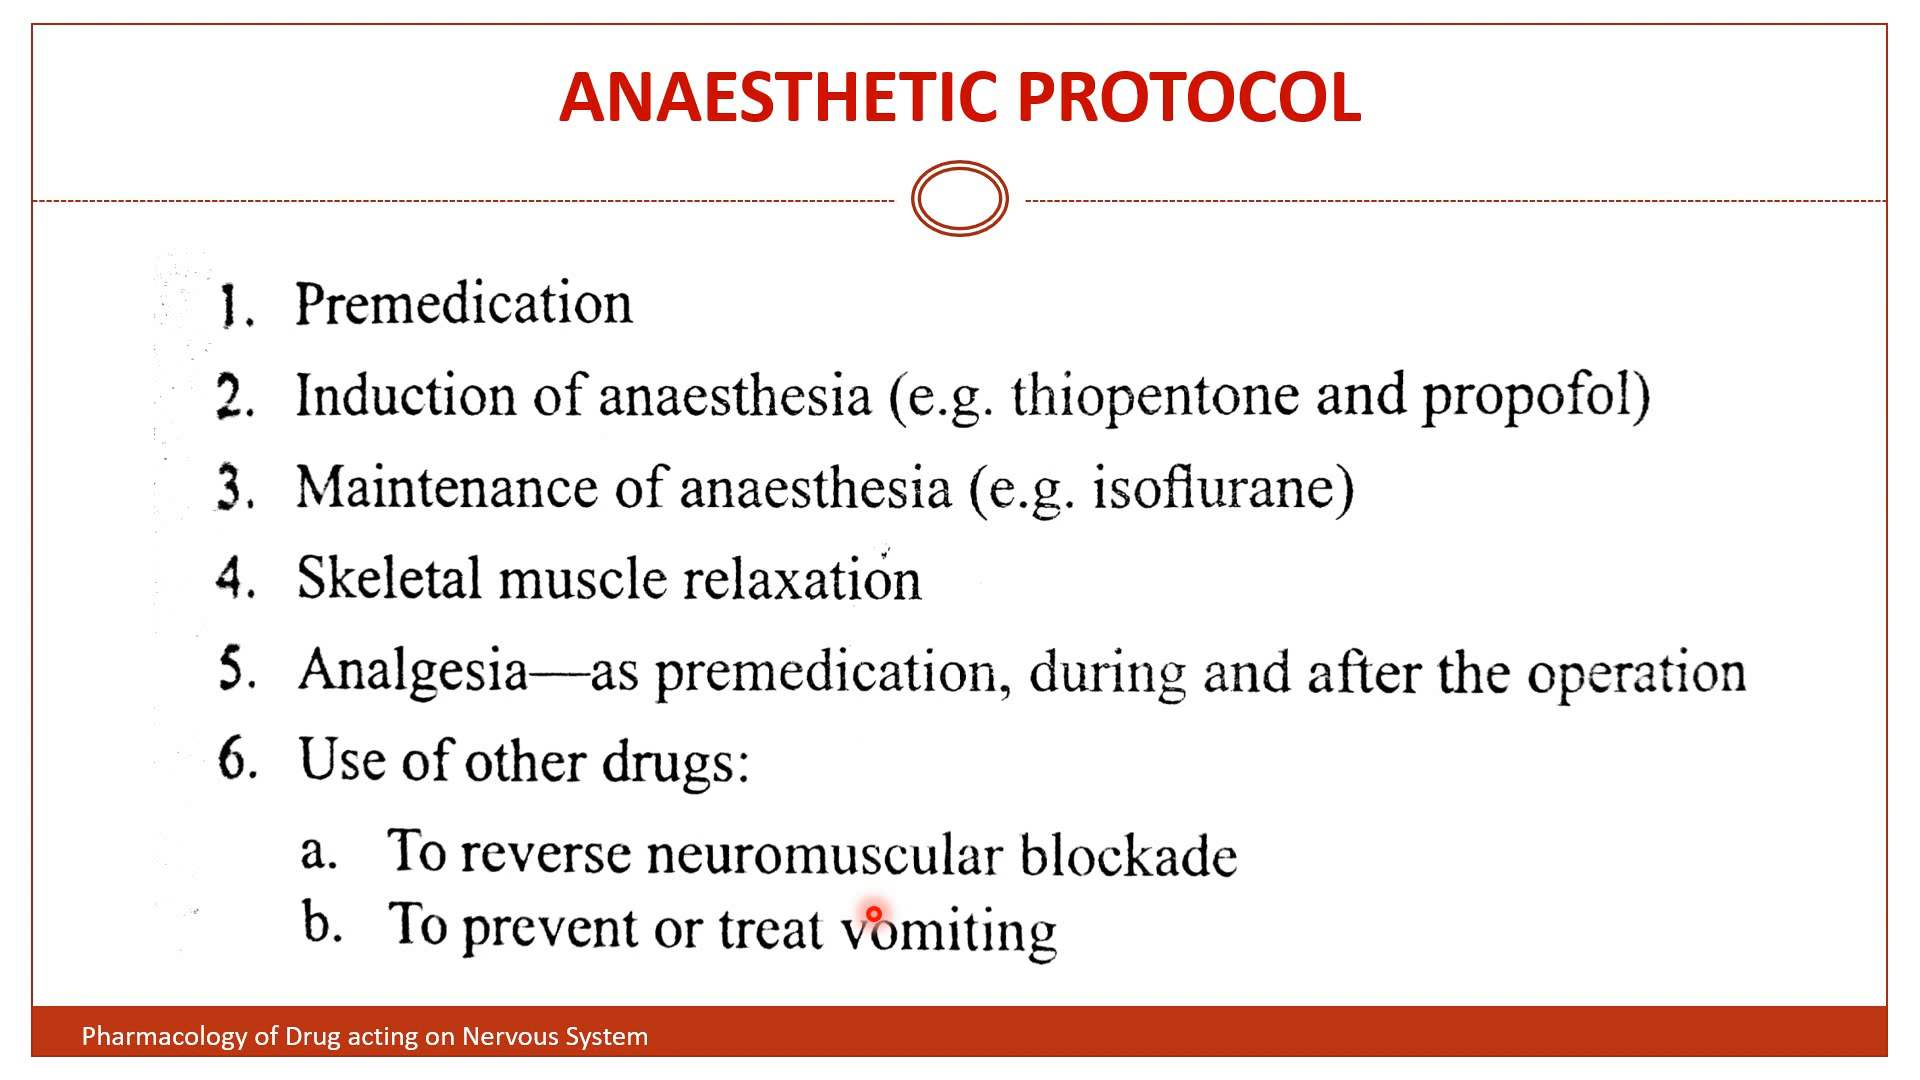 ANAESTHETIC PROTOCOL
1. Premedication
2. Induction of anaesthesia (e.g. thiopentone and propofol)
3. Maintenance of anaesthesia (e.g. isoflurane)
4. Skeletal muscle relaxation
5. Analgesia—as premedication, during and after the operation
6. Use of other drugs:
a. To reverse neuromuscular blockade
b. To prevent or treat vomiting
Pharmacology of Drug acting on Nervous System